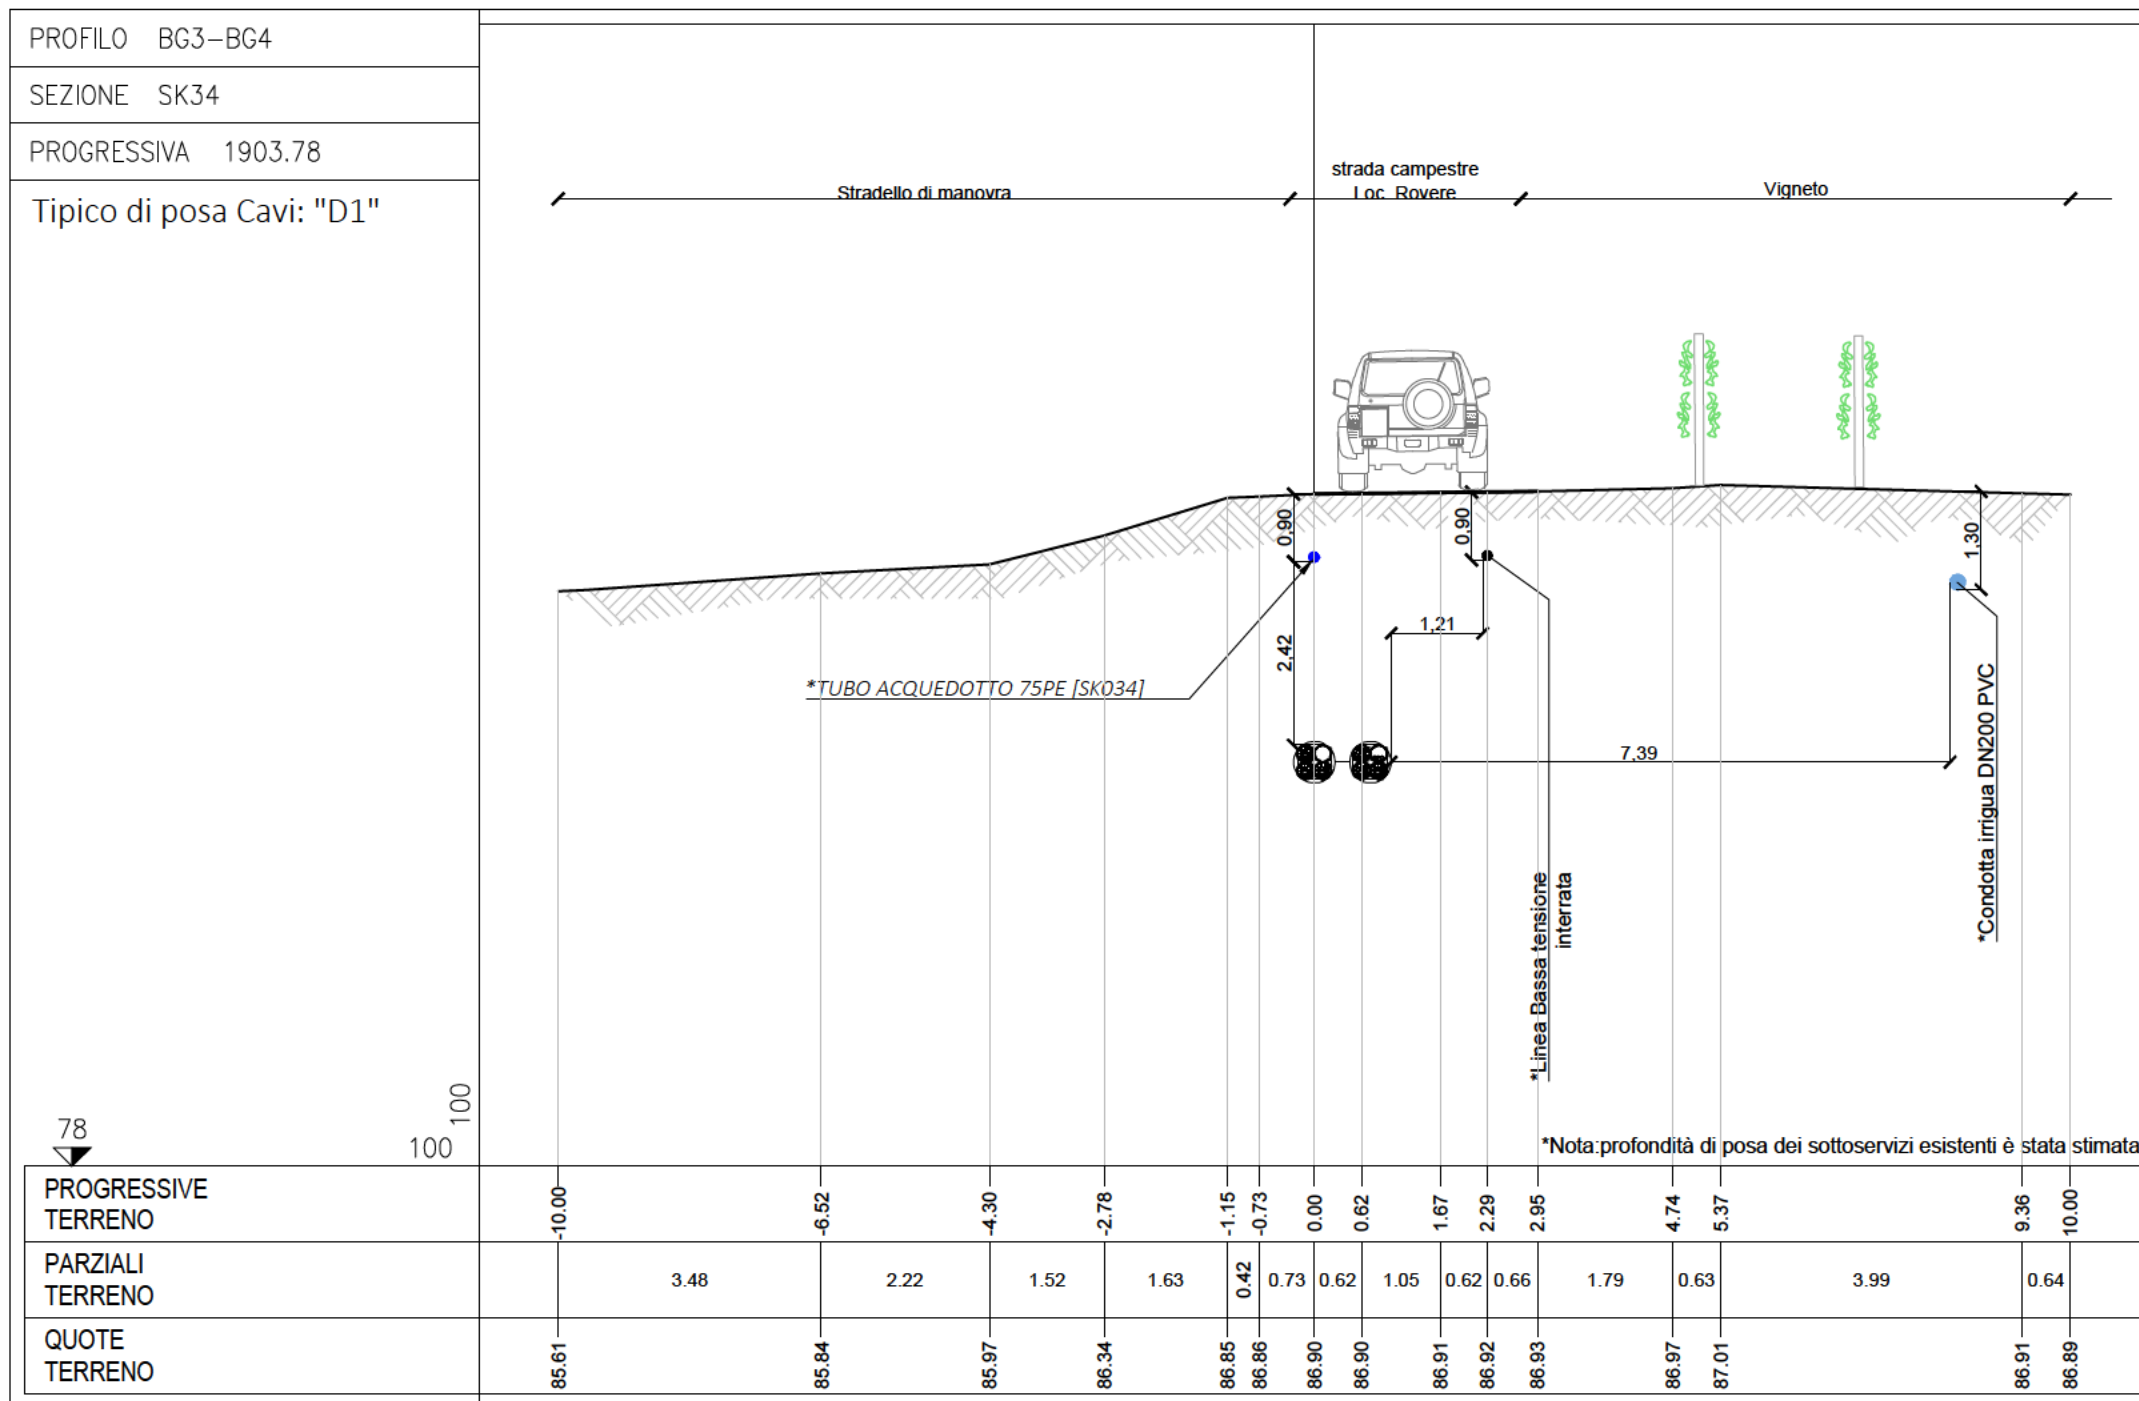 PROFILO BG3-BG4
SEZIONE SK34
PROGRESSIVA 1903.78
Tipico di posa Cavi: "D1"
Stradello di manovra
strada campestre
Loc. Rovere
Vigneto
0,90
0,90
1,30
1,21
2,42
*TUBO ACQUEDOTTO 75PE [SK034]
7,39
*Linea Bassa tensione
interrata
*Condotta irrigua DN200 PVC
78
100
100
*Nota:profondità di posa dei sottoservizi esistenti è stata stimata
PROGRESSIVE
TERRENO
-10.00 -6.52 -4.30 -2.78 -1.15 -0.73 0.00 0.62 1.67 2.29 2.95 4.74 5.37 9.36 10.00
PARZIALI
TERRENO
3.48 2.22 1.52 1.63 0.42 0.73 0.62 1.05 0.62 0.66 1.79 0.63 3.99 0.64
QUOTE
TERRENO
85.61 85.84 85.97 86.34 86.85 86.86 86.90 86.90 86.91 86.92 86.93 86.97 87.01 86.91 86.89